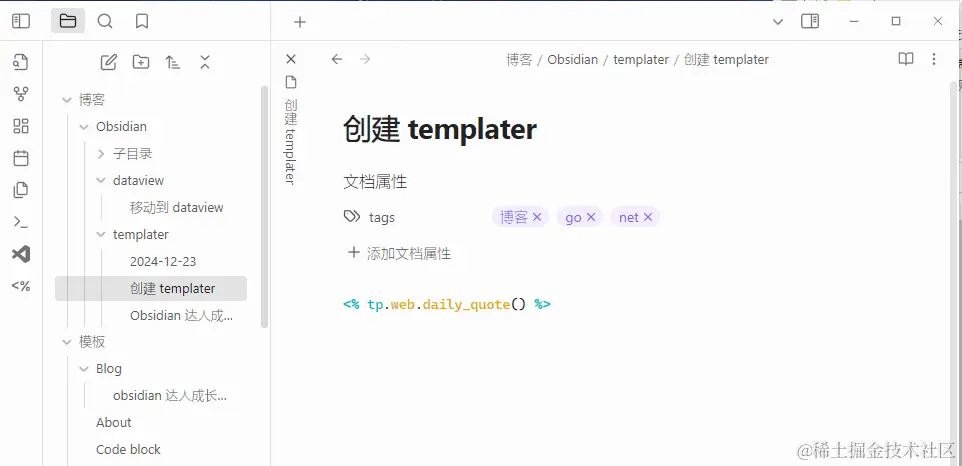 博客 / Obsidian / templater / 创建 templater
博客
Obsidian
子目录
dataview
移动到 dataview
templater
2024-12-23
创建 templater
Obsidian 达人成...
模板
Blog
obsidian 达人成长...
About
Code block
<%
创建 templater
创建 templater
文档属性
tags
博客 ×
go ×
net ×
添加文档属性
<% tp.web.daily_quote() %>
@稀土掘金技术社区